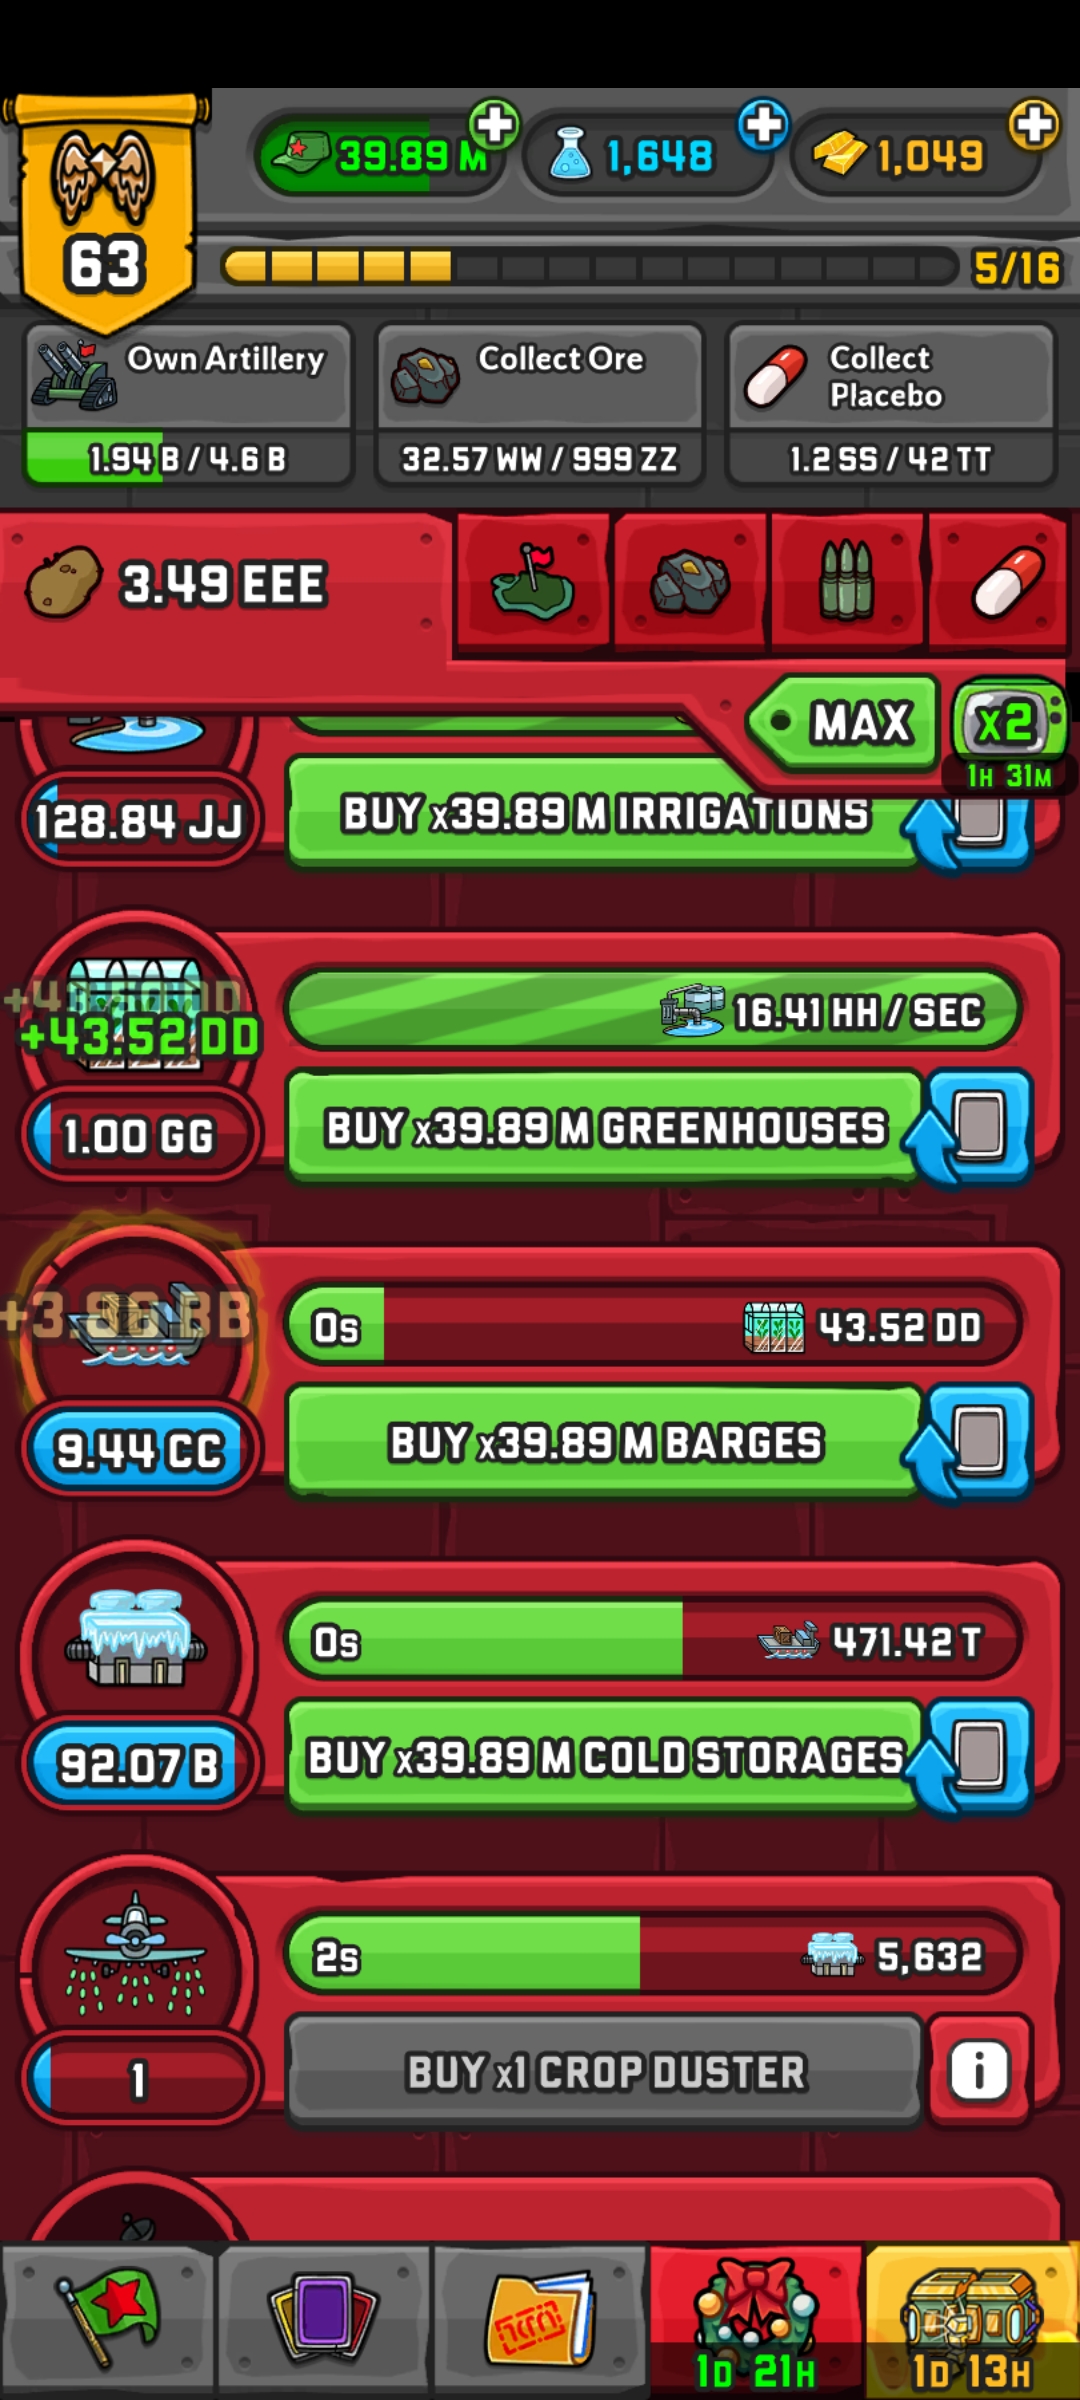 39.89 M
1,648
1,049
63
5/16
Own Artillery
1.94 B / 4.6 B
Collect Ore
32.57 WW / 999 ZZ
Collect
Placebo
1.2 SS / 42 TT
3.49 EEE
MAX
x2
1H 31M
128.84 JJ
BUY x39.89 M IRRIGATIONS
+43.52 DD
16.41 HH / SEC
1.00 GG
BUY x39.89 M GREENHOUSES
0s
43.52 DD
9.44 CC
BUY x39.89 M BARGES
0s
471.42 T
92.07 B
BUY x39.89 M COLD STORAGES
2s
5,632
1
BUY x1 CROP DUSTER
i
1D 21H
1D 13H